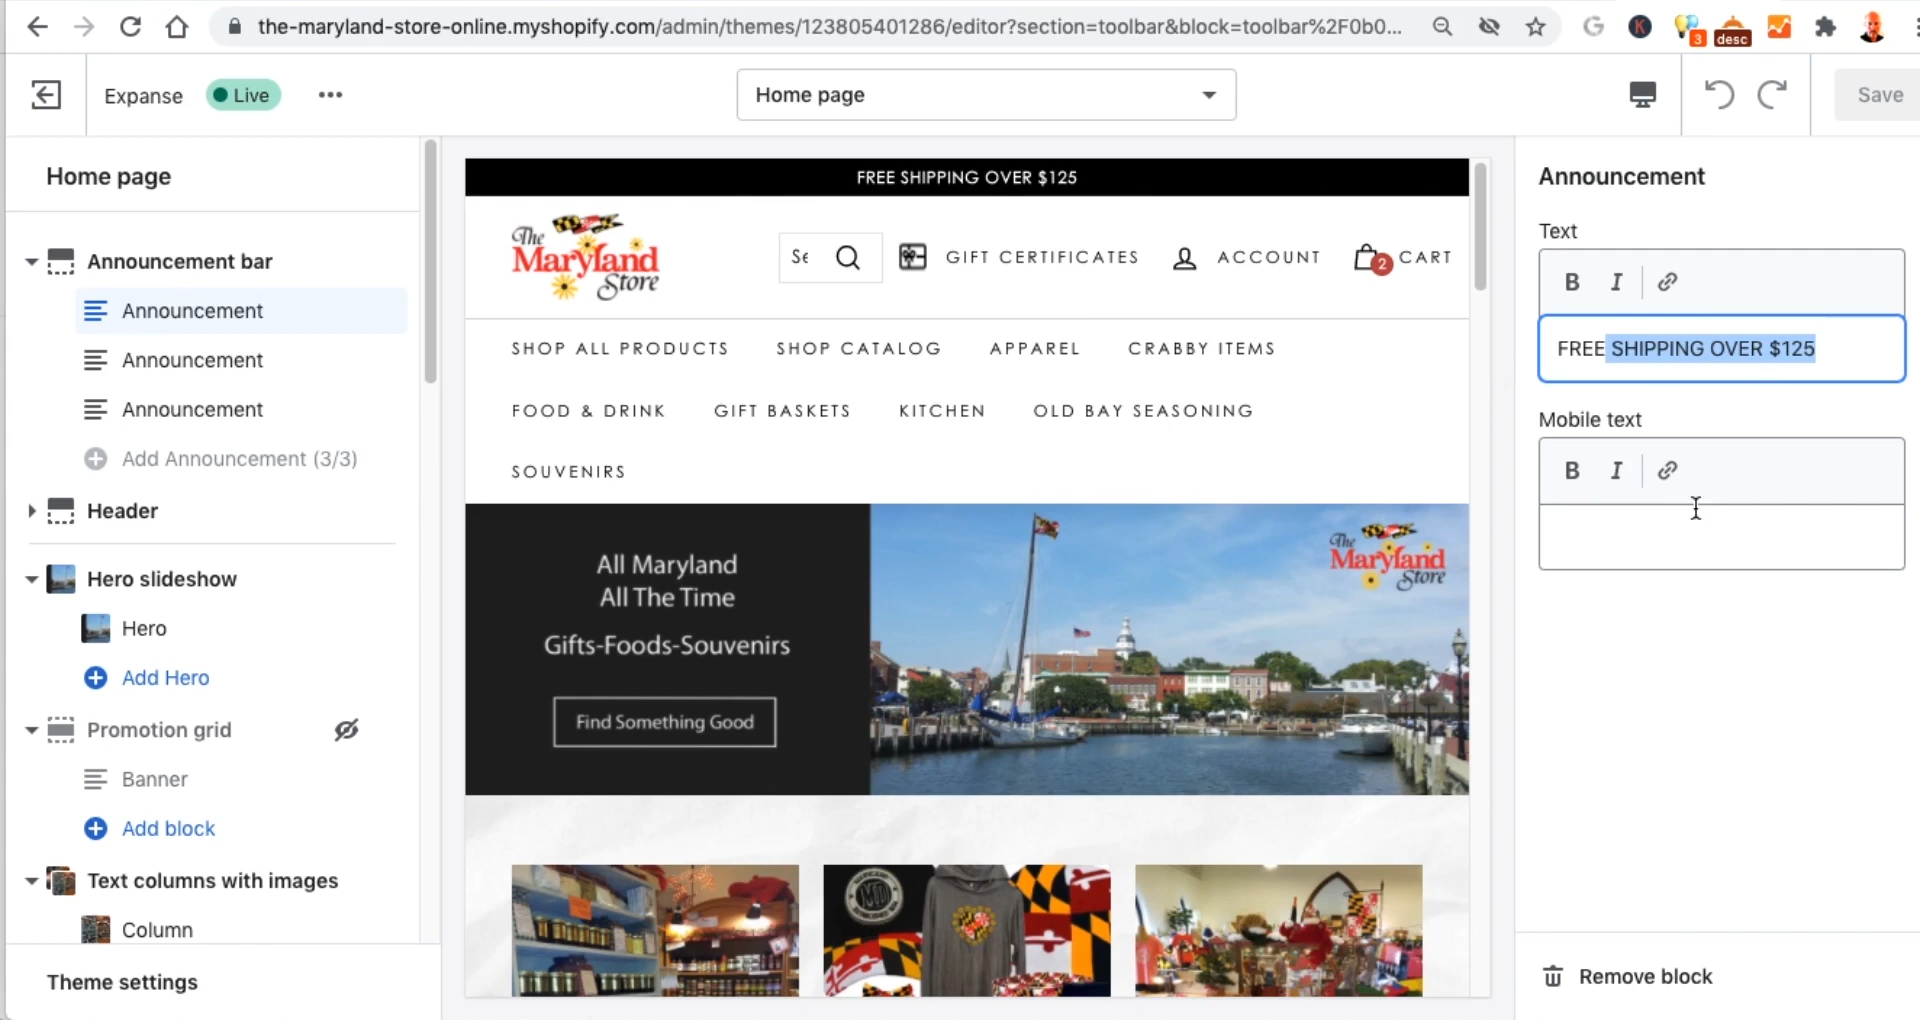 the-maryland-store-online.myshopify.com/admin/themes/123805401286/editor?section=toolbar&block=toolbar%2F0b0...
G
K
3
desc
Expanse
Live
Home page
Save
Home page
Announcement bar
Announcement
Announcement
Announcement
Add Announcement (3/3)
Header
Hero slideshow
Hero
Add Hero
Promotion grid
Banner
Add block
Text columns with images
Column
Theme settings
FREE SHIPPING OVER $125
The
Maryland
Store
Se
GIFT CERTIFICATES
ACCOUNT
2
CART
SHOP ALL PRODUCTS
SHOP CATALOG
APPAREL
CRABBY ITEMS
FOOD & DRINK
GIFT BASKETS
KITCHEN
OLD BAY SEASONING
SOUVENIRS
All Maryland
All The Time
Gifts-Foods-Souvenirs
Find Something Good
The
Maryland
Store
MD
Announcement
Text
B I
FREE SHIPPING OVER $125
Mobile text
B I
Remove block